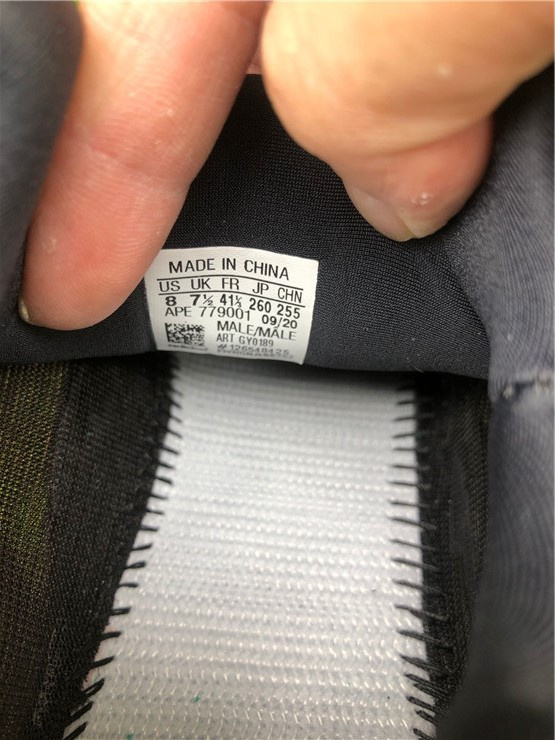 MADE IN CHINA
US UK FR JP CHN
8 7½ 41⅓ 260 255
APE 779001 09/20
MALE/MÂLE
ART GY0189